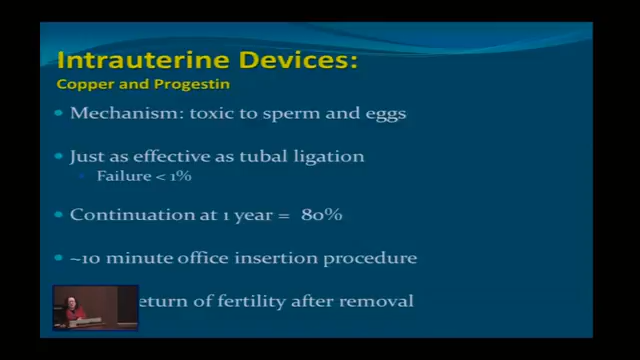 Intrauterine Devices:
Copper and Progestin
Mechanism: toxic to sperm and eggs
Just as effective as tubal ligation
Failure < 1%
Continuation at 1 year = 80%
~10 minute office insertion procedure
of fertility after removal